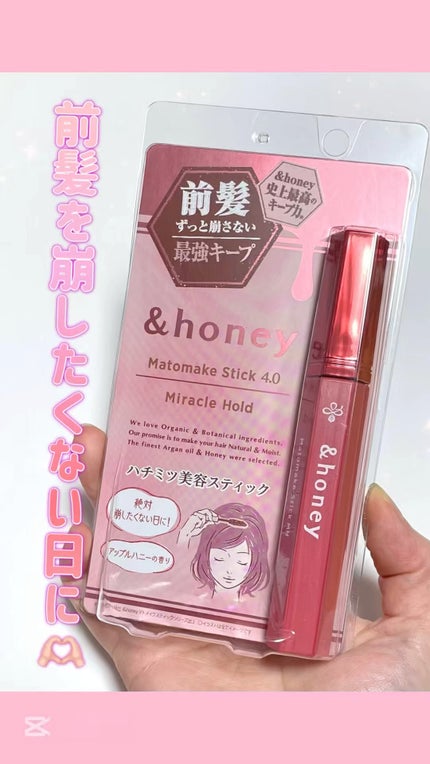 前髪を崩したくない日に🫶🏼
前髪
ずっと崩さない
最強キープ
&honey
史上最高の
キープ力。
&honey
Matomake Stick 4.0
Miracle Hold
We love Organic & Botanical ingredients.
Our promise is to make your hair Natural & Moist.
The finest Argan oil & Honey were selected.
ハチミツ美容スティック
絶対
崩したくない日に!
アップルハニーの香り
&honey
Matomake Stick 4.0